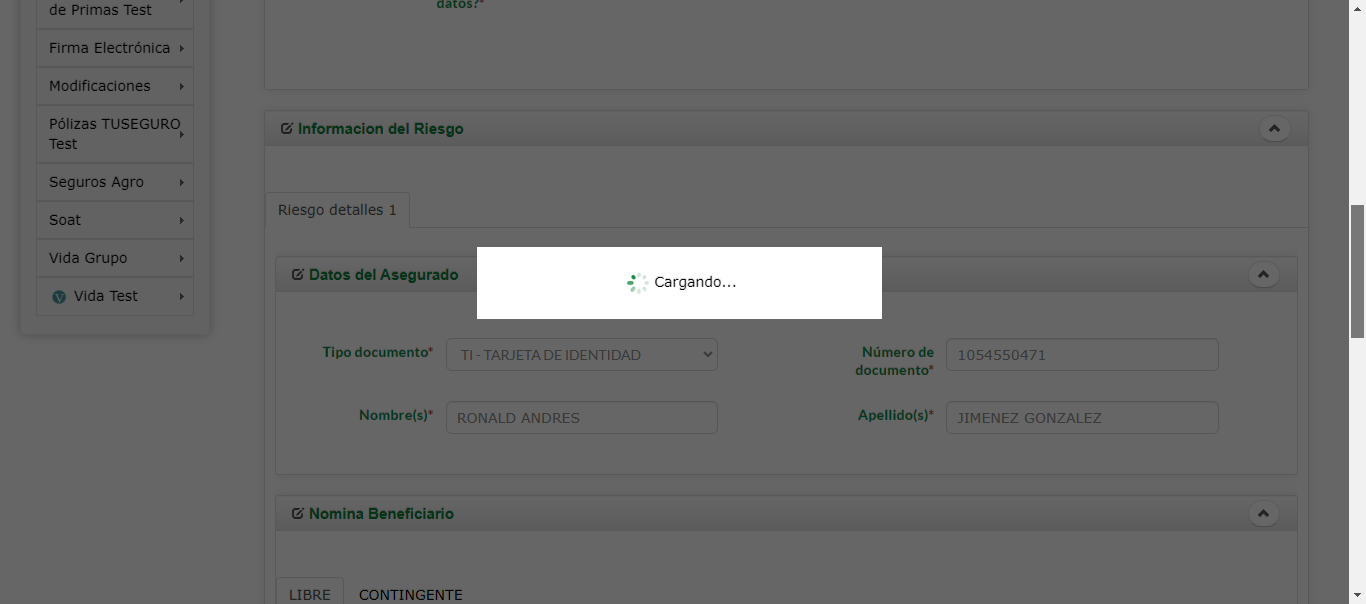 de Primas Test
Firma Electrónica
Modificaciones
Pólizas TUSEGURO
Test
Seguros Agro
Soat
Vida Grupo
V Vida Test
datos?*
Informacion del Riesgo
Riesgo detalles 1
Datos del Asegurado
Cargando...
Tipo documento*
TI - TARJETA DE IDENTIDAD
Número de
documento*
1054550471
Nombre(s)*
RONALD ANDRES
Apellido(s)*
JIMENEZ GONZALEZ
Nomina Beneficiario
LIBRE
CONTINGENTE